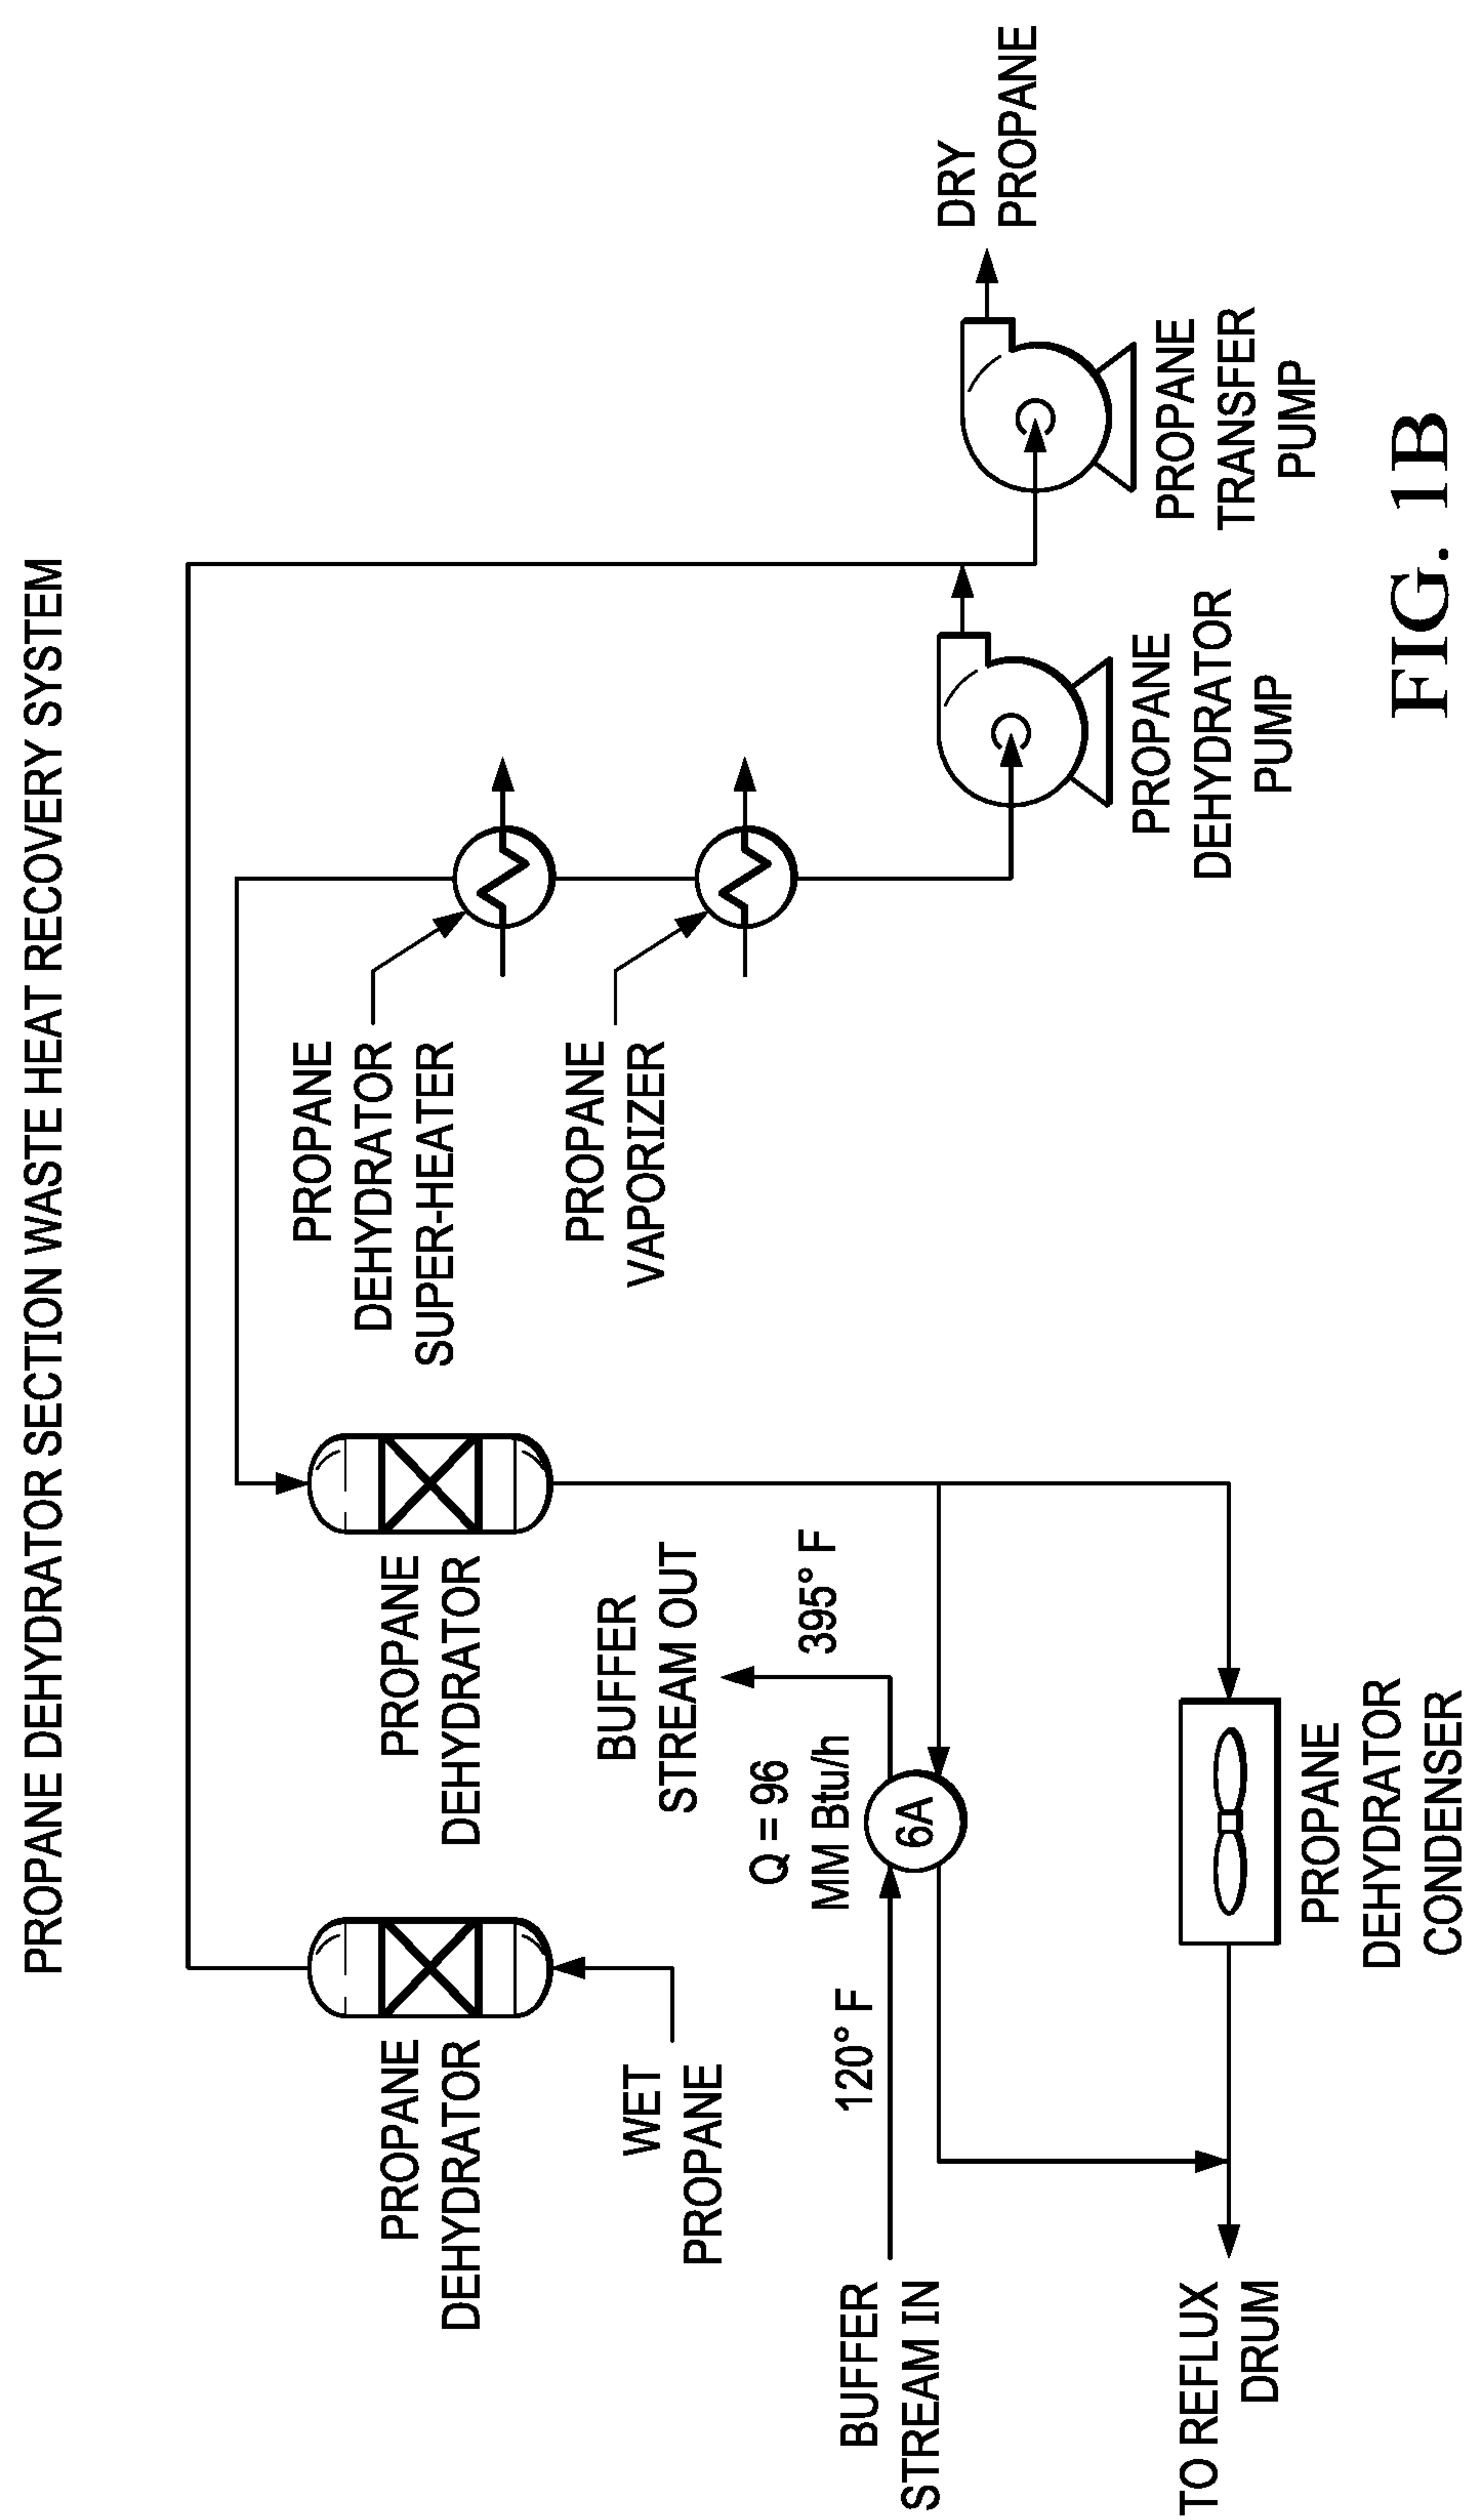 PROPANE DEHYDRATOR SECTION WASTE HEAT RECOVERY SYSTEM
PROPANE
DEHYDRATOR
WET
PROPANE
PROPANE
DEHYDRATOR
BUFFER
STREAM OUT
395° F
Q = 96
MM Btu/h
6A
120° F
BUFFER
STREAM IN
TO REFLUX
DRUM
PROPANE
DEHYDRATOR
CONDENSER
PROPANE
DEHYDRATOR
SUPER-HEATER
PROPANE
VAPORIZER
PROPANE
DEHYDRATOR
PUMP
PROPANE
TRANSFER
PUMP
DRY
PROPANE
FIG. 1B